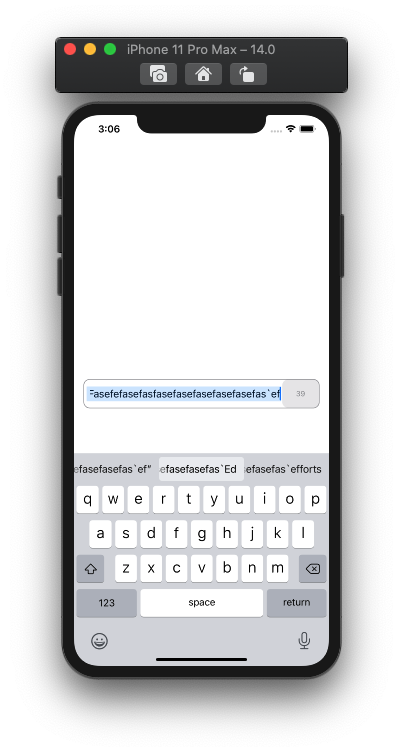 iPhone 11 Pro Max – 14.0
3:06
Fasefefasefasfasefasefasefasefasefas`ef
39
efasefasefas`ef"
efasefasefas`Ed
efasefas`efforts
q w e r t y u i o p
a s d f g h j k l
z x c v b n m
123 space return